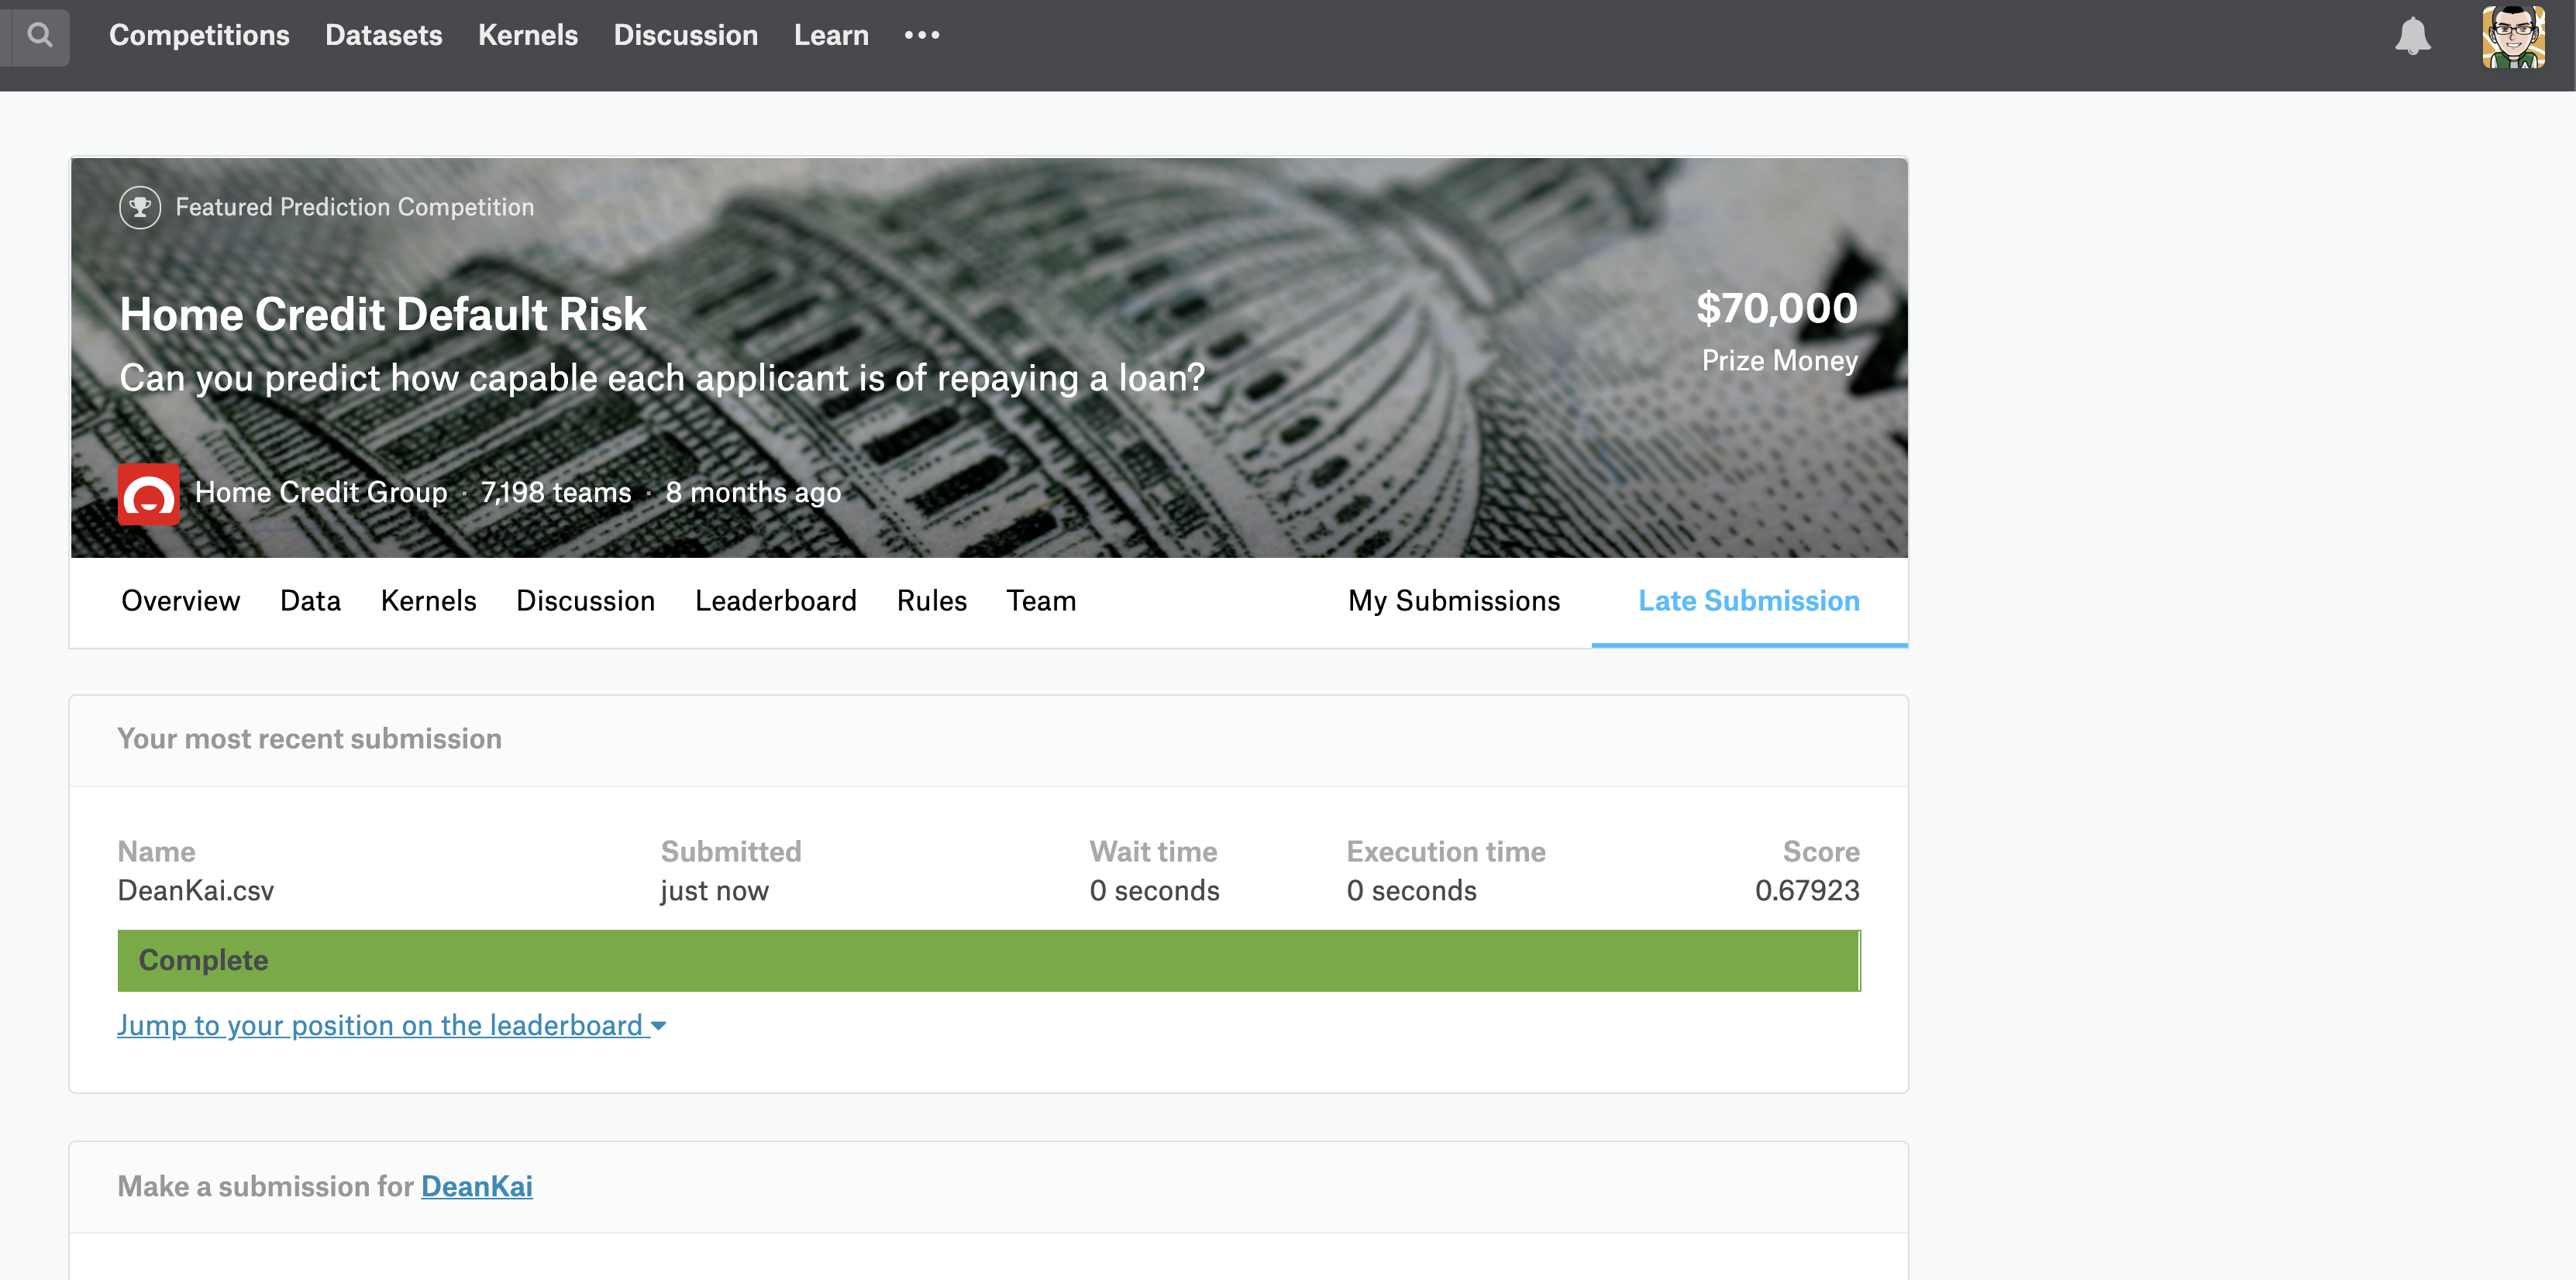 Competitions Datasets Kernels Discussion Learn •••
Featured Prediction Competition
Home Credit Default Risk
Can you predict how capable each applicant is of repaying a loan?
$70,000
Prize Money
Home Credit Group · 7,198 teams · 8 months ago
Overview Data Kernels Discussion Leaderboard Rules Team My Submissions Late Submission
Your most recent submission
Name Submitted Wait time Execution time Score
DeanKai.csv just now 0 seconds 0 seconds 0.67923
Complete
Jump to your position on the leaderboard
Make a submission for DeanKai